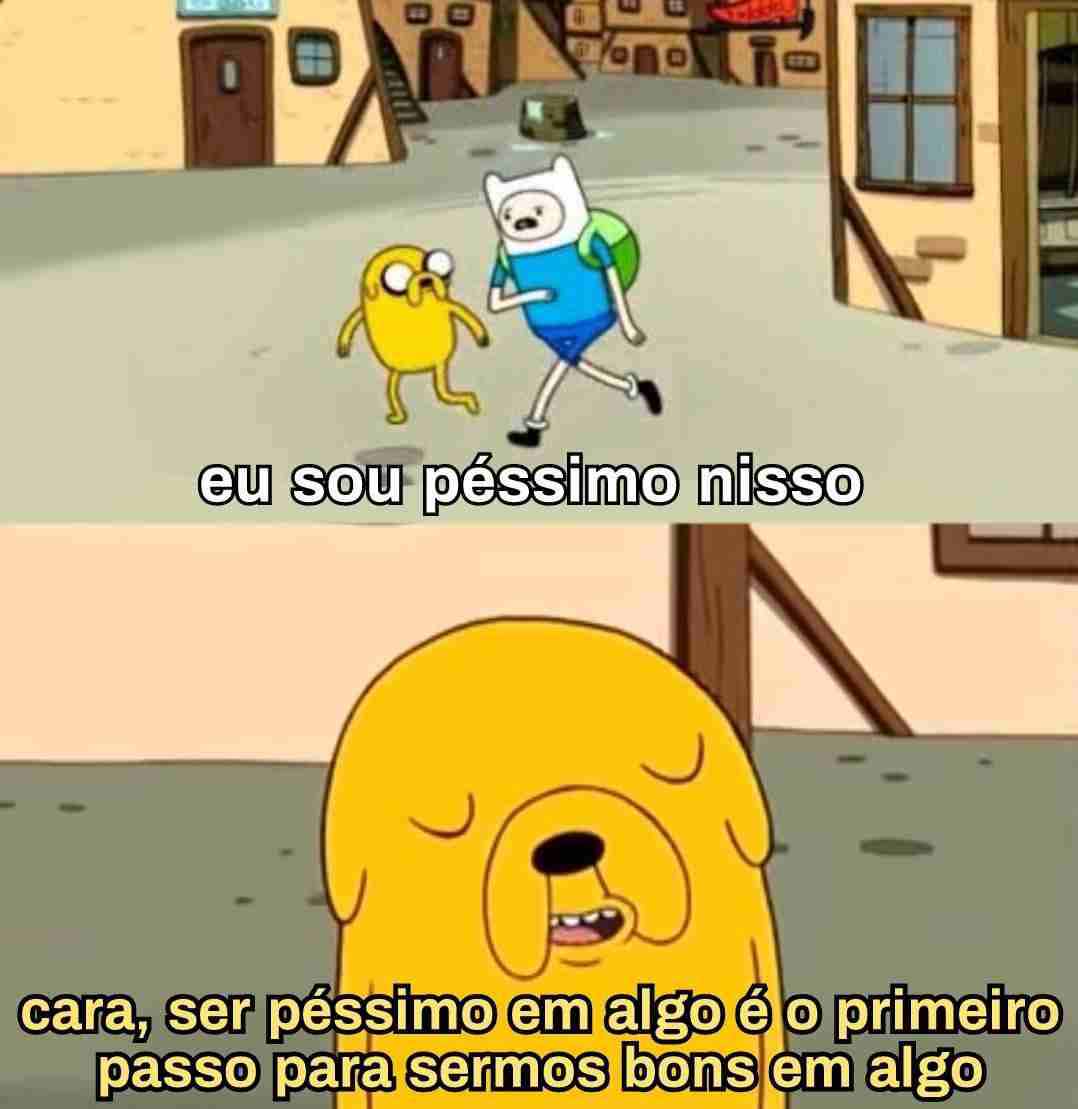 eu sou péssimo nisso
cara, ser péssimo em algo é o primeiro
passo para sermos bons em algo